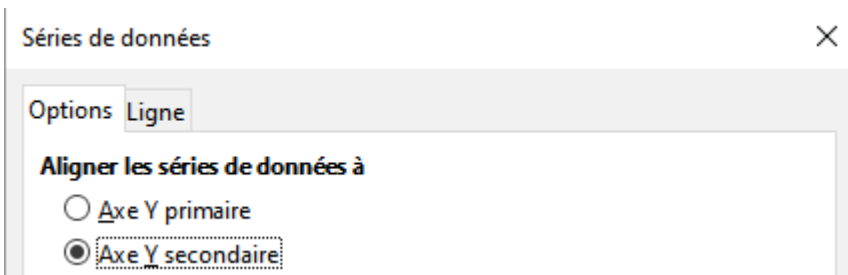 Séries de données
Options Ligne
Aligner les séries de données à
Axe Y primaire
Axe Y secondaire